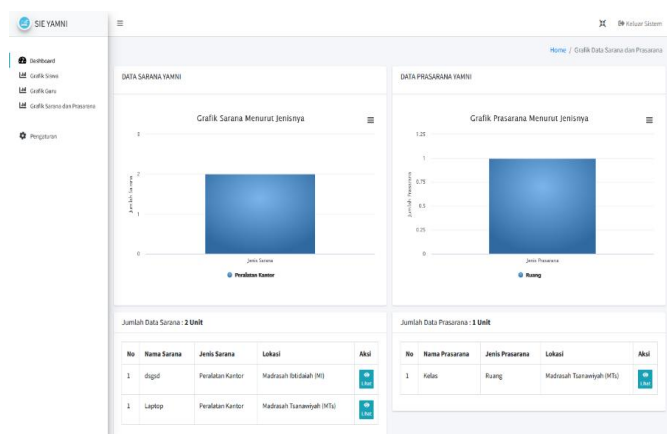 SIE YAMNI
Keluar Sistem
Home / Grafik Data Sarana dan Prasarana
Dashboard
Grafik Siswa
Grafik Guru
Grafik Sarana dan Prasarana
Pengaturan
DATA SARANA YAMNI
Grafik Sarana Menurut Jenisnya
Jumlah Sarana
3
2
1
0
Jenis Sarana
Peralatan Kantor
DATA PRASARANA YAMNI
Grafik Prasarana Menurut Jenisnya
Jumlah Prasarana
1.25
1
0.75
0.5
0.25
0
Jenis Prasarana
Ruang
Jumlah Data Sarana : 2 Unit
No Nama Sarana Jenis Sarana Lokasi Aksi
1 dsgsd Peralatan Kantor Madrasah Ibtidaiah (MI) Lihat
1 Laptop Peralatan Kantor Madrasah Tsanawiyah (MTs) Lihat
Jumlah Data Prasarana : 1 Unit
No Nama Prasarana Jenis Prasarana Lokasi Aksi
1 Kelas Ruang Madrasah Tsanawiyah (MTs) Lihat